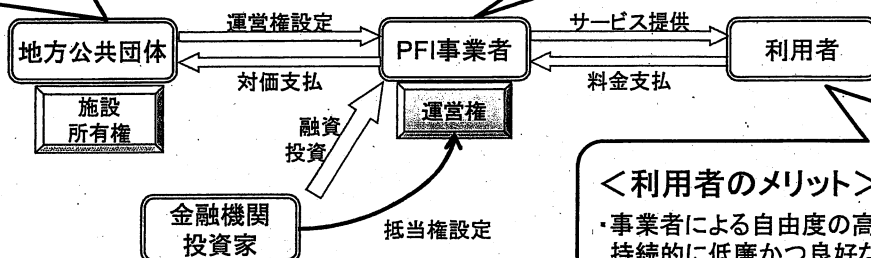 運営権設定
サービス提供
地方公共団体
PFI事業者
利用者
対価支払
料金支払
施設
所有権
運営権
融資
投資
＜利用者のメリット＞
金融機関
投資家
抵当権設定
・事業者による自由度の高
持続的に低廉かつ良好な